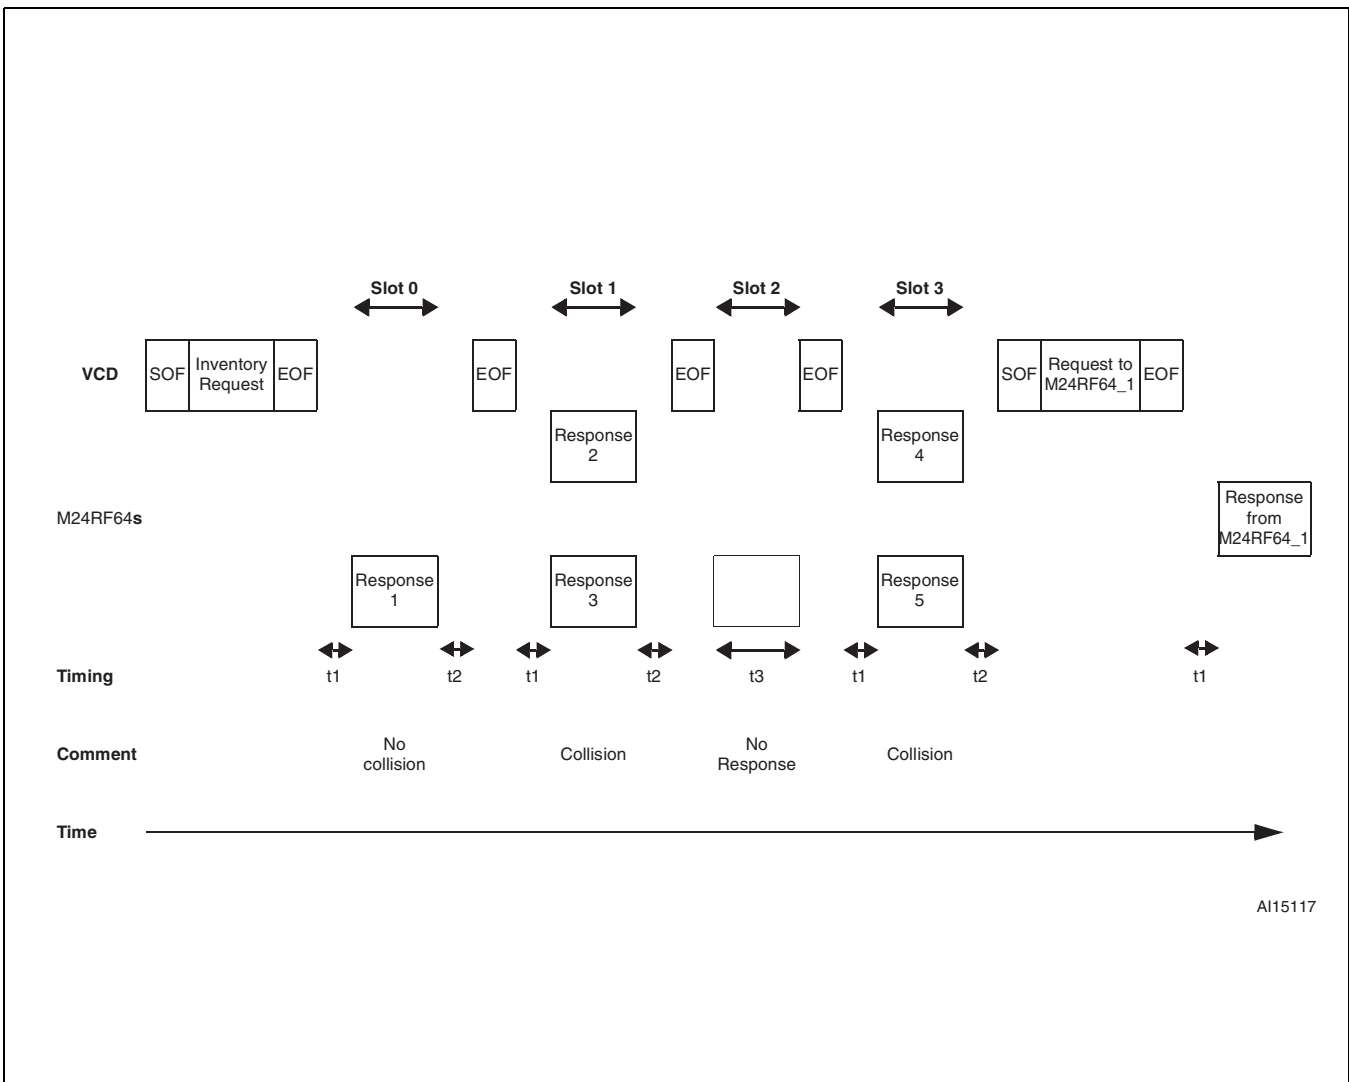 Slot 0 Slot 1 Slot 2 Slot 3
VCD SOF Inventory Request EOF EOF EOF EOF SOF Request to M24RF64_1 EOF
Response 2
Response 4
M24RF64s
Response from M24RF64_1
Response 1
Response 3
Response 5
Timing t1 t2 t1 t2 t3 t1 t2 t1
Comment No collision Collision No Response Collision
Time
AI15117